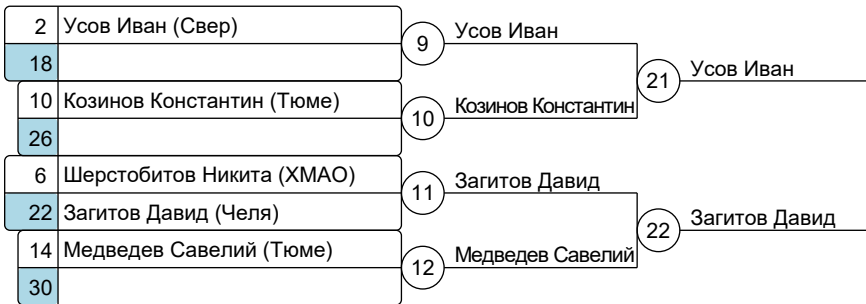 2 Усов Иван (Свер)
18
9 Усов Иван
21 Усов Иван
10 Козинов Константин (Тюме)
26
10 Козинов Константин
6 Шерстобитов Никита (ХМАО)
22 Загитов Давид (Челя)
11 Загитов Давид
22 Загитов Давид
14 Медведев Савелий (Тюме)
30
12 Медведев Савелий